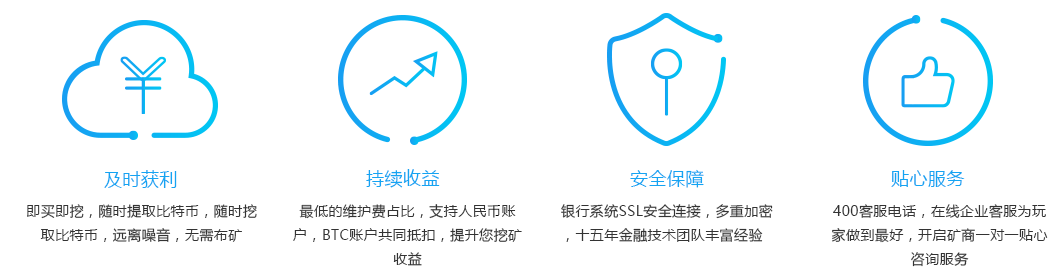 及时获利
即买即挖，随时提取比特币，随时挖
取比特币，远离噪音，无需布矿
持续收益
最低的维护费占比，支持人民币账
户，BTC账户共同抵扣，提升您挖矿
收益
安全保障
银行系统SSL安全连接，多重加密
，十五年金融技术团队丰富经验
贴心服务
400客服电话，在线企业客服为玩
家做到最好，开启矿商一对一贴心
咨询服务